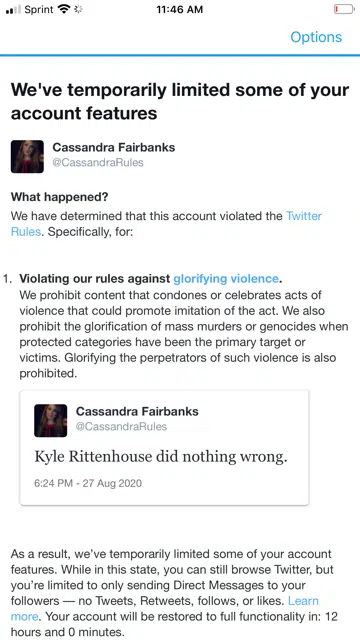 Sprint 11:46 AM
Options
We've temporarily limited some of your
account features
Cassandra Fairbanks
@CassandraRules
What happened?
We have determined that this account violated the Twitter
Rules. Specifically, for:
1. Violating our rules against glorifying violence.
We prohibit content that condones or celebrates acts of
violence that could promote imitation of the act. We also
prohibit the glorification of mass murders or genocides when
protected categories have been the primary target or
victims. Glorifying the perpetrators of such violence is also
prohibited.
Cassandra Fairbanks
@CassandraRules
Kyle Rittenhouse did nothing wrong.
6:24 PM - 27 Aug 2020
As a result, we've temporarily limited some of your account
features. While in this state, you can still browse Twitter, but
you're limited to only sending Direct Messages to your
followers — no Tweets, Retweets, follows, or likes. Learn
more. Your account will be restored to full functionality in: 12
hours and 0 minutes.